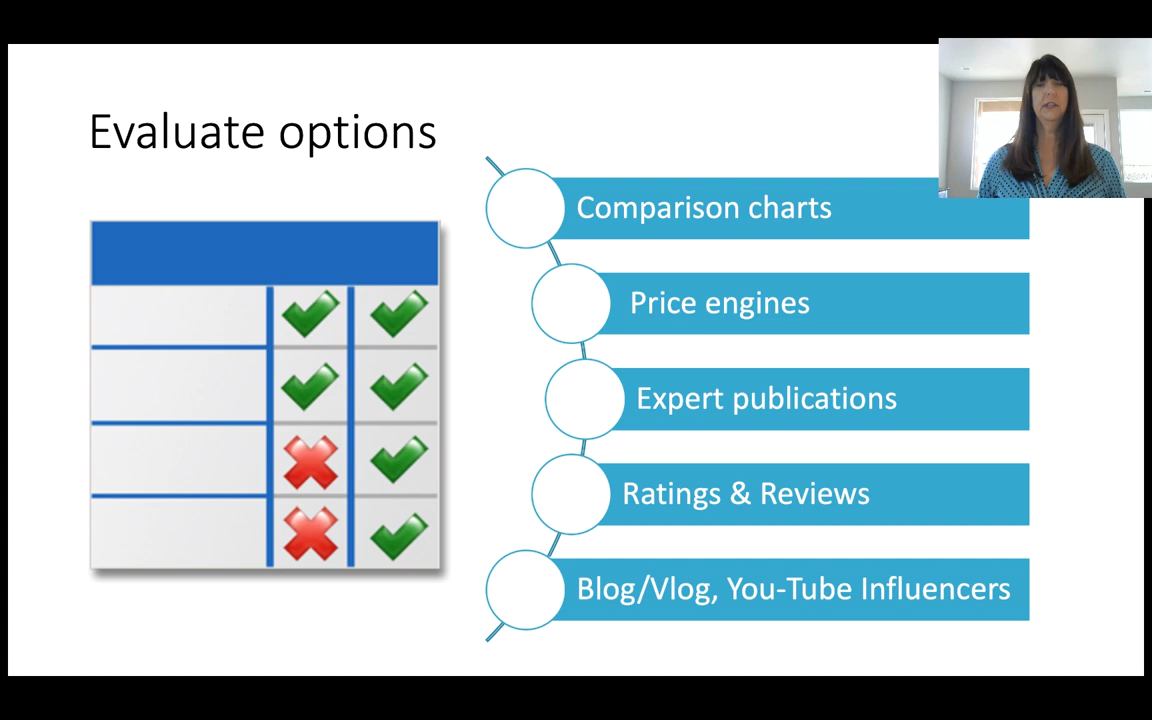 Evaluate options
Comparison charts
Price engines
Expert publications
Ratings & Reviews
Blog/Vlog, You-Tube Influencers